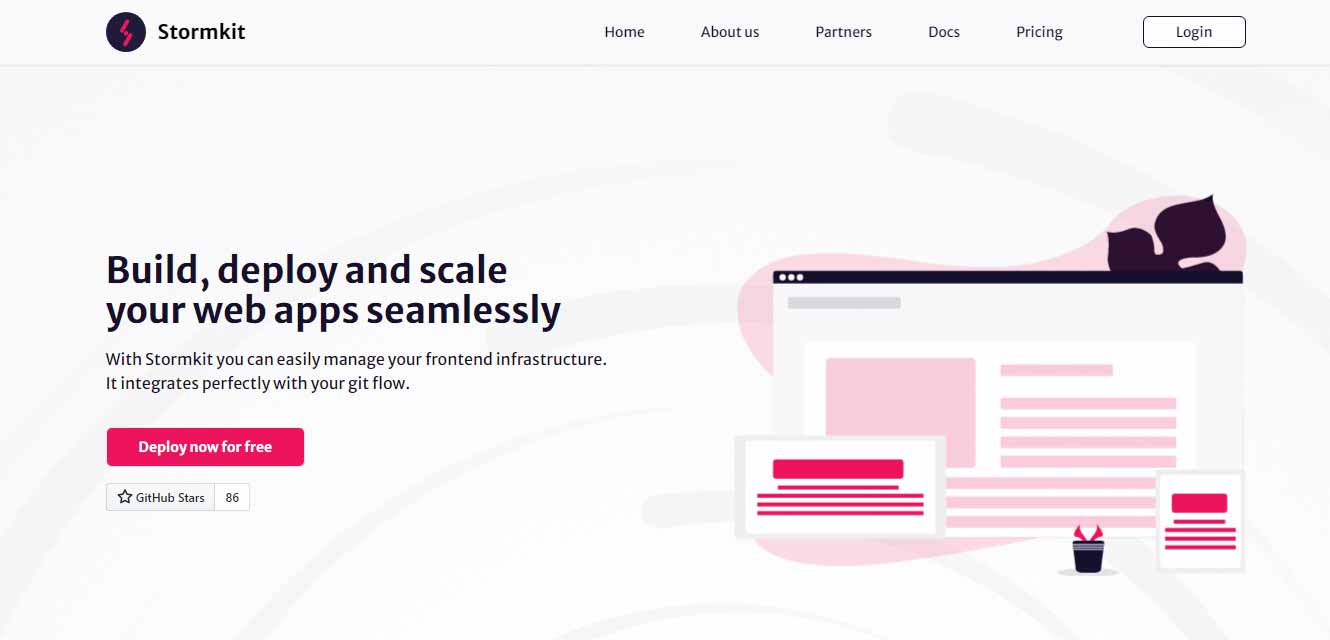 Stormkit
Home
About us
Partners
Docs
Pricing
Login
Build, deploy and scale
your web apps seamlessly
With Stormkit you can easily manage your frontend infrastructure.
It integrates perfectly with your git flow.
Deploy now for free
GitHub Stars 86